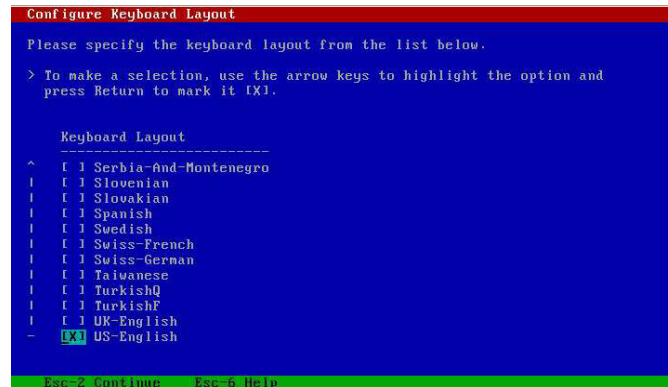 Configure Keyboard Layout
Please specify the keyboard layout from the list below.
> To make a selection, use the arrow keys to highlight the option and
press Return to mark it [X].
Keyboard Layout
-------------------------
^ [ ] Serbia-And-Montenegro
| [ ] Slovenian
| [ ] Slovakian
| [ ] Spanish
| [ ] Swedish
| [ ] Swiss-French
| [ ] Swiss-German
| [ ] Taiwanese
| [ ] TurkishQ
| [ ] TurkishF
| [ ] UK-English
- [X] US-English
Esc-2 Continue Esc-6 Help